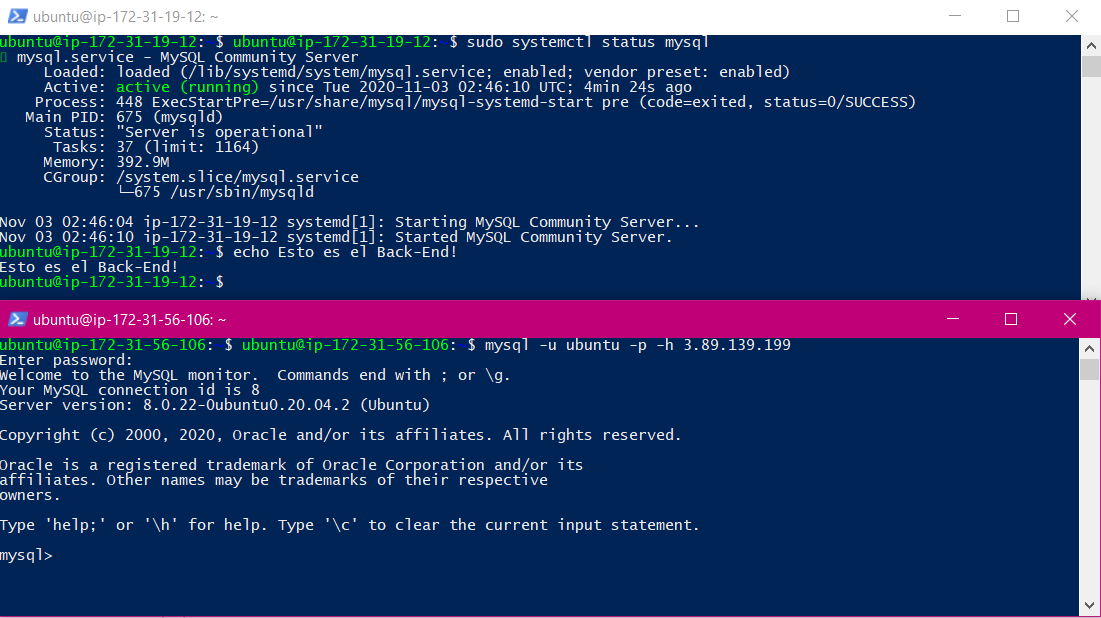 ubuntu@ip-172-31-19-12: ~
ubuntu@ip-172-31-19-12: $ ubuntu@ip-172-31-19-12: $ sudo systemctl status mysql
mysql.service - MySQL Community Server
Loaded: loaded (/lib/systemd/system/mysql.service; enabled; vendor preset: enabled)
Active: active (running) since Tue 2020-11-03 02:46:10 UTC; 4min 24s ago
Process: 448 ExecStartPre=/usr/share/mysql/mysql-systemd-start pre (code=exited, status=0/SUCCESS)
Main PID: 675 (mysqld)
Status: "Server is operational"
Tasks: 37 (limit: 1164)
Memory: 392.9M
CGroup: /system.slice/mysql.service
└─675 /usr/sbin/mysqld
Nov 03 02:46:04 ip-172-31-19-12 systemd[1]: Starting MySQL Community Server...
Nov 03 02:46:10 ip-172-31-19-12 systemd[1]: Started MySQL Community Server.
ubuntu@ip-172-31-19-12: $ echo Esto es el Back-End!
Esto es el Back-End!
ubuntu@ip-172-31-19-12: $
ubuntu@ip-172-31-56-106: ~
ubuntu@ip-172-31-56-106: $ ubuntu@ip-172-31-56-106: $ mysql -u ubuntu -p -h 3.89.139.199
Enter password:
Welcome to the MySQL monitor.  Commands end with ; or \g.
Your MySQL connection id is 8
Server version: 8.0.22-0ubuntu0.20.04.2 (Ubuntu)
Copyright (c) 2000, 2020, Oracle and/or its affiliates. All rights reserved.
Oracle is a registered trademark of Oracle Corporation and/or its
affiliates. Other names may be trademarks of their respective
owners.
Type 'help;' or '\h' for help. Type '\c' to clear the current input statement.
mysql>